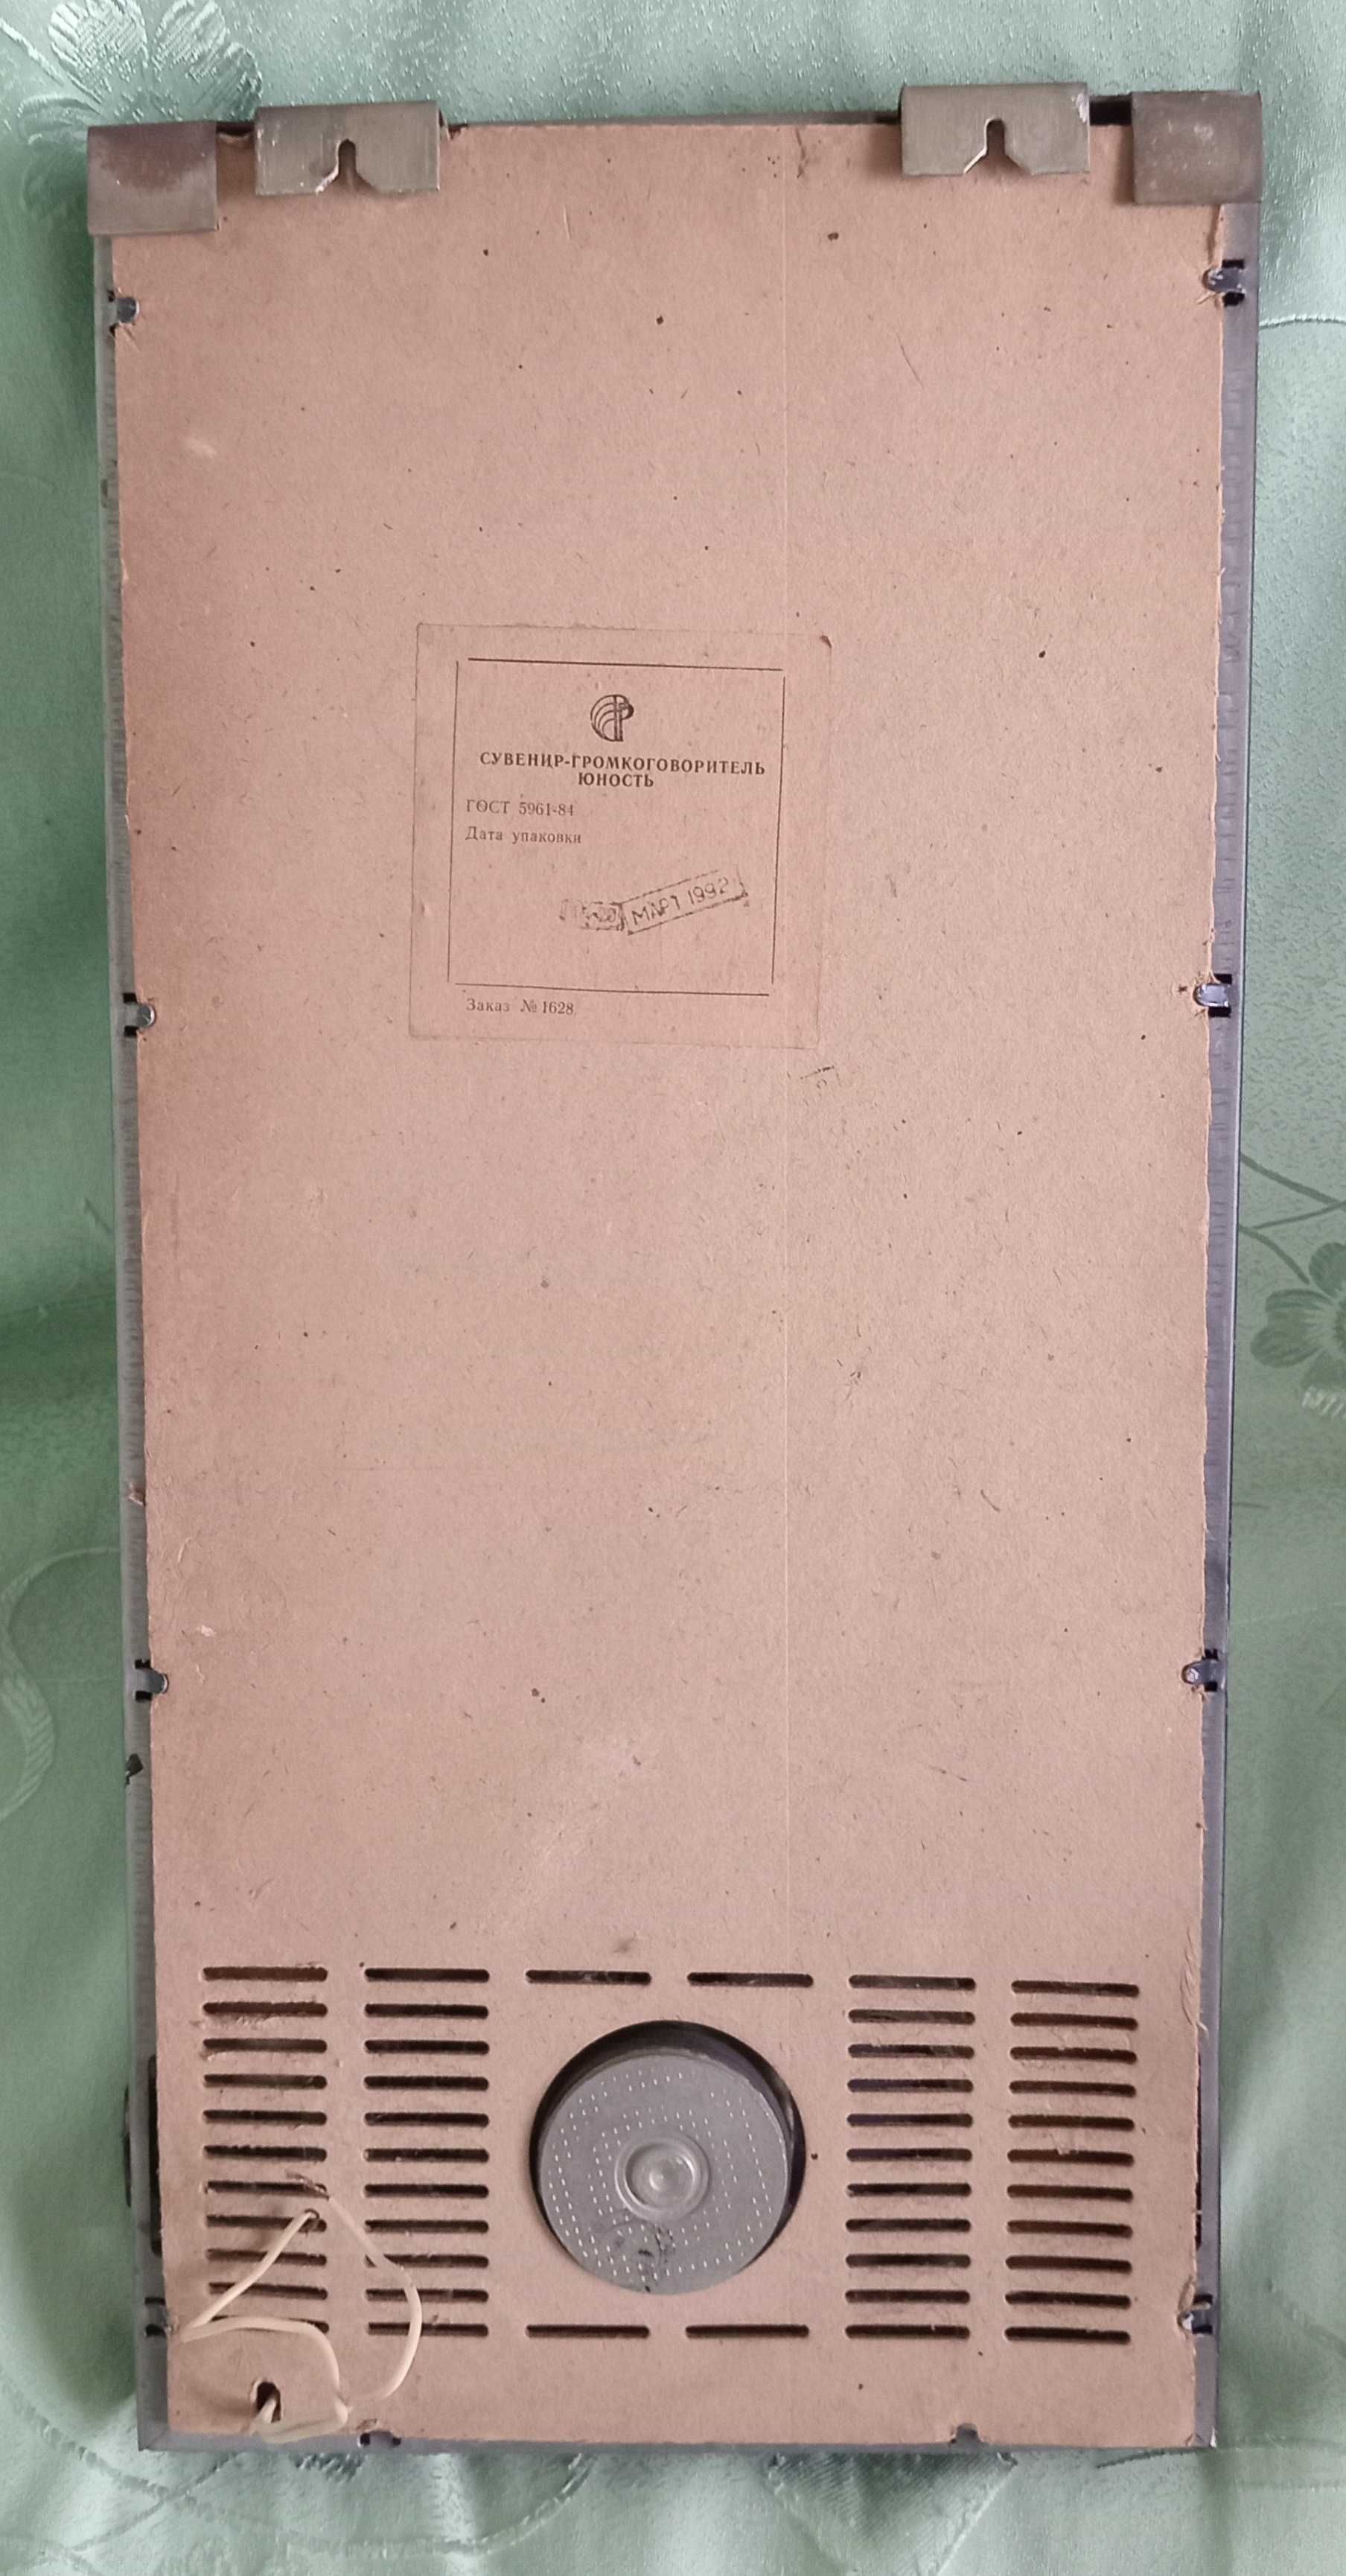 СУВЕНИР-ГРОМКОГОВОРИТЕЛЬ
ЮНОСТЬ
ГОСТ 5961-84
Дата упаковки
МАРТ 1992
Заказ № 1628